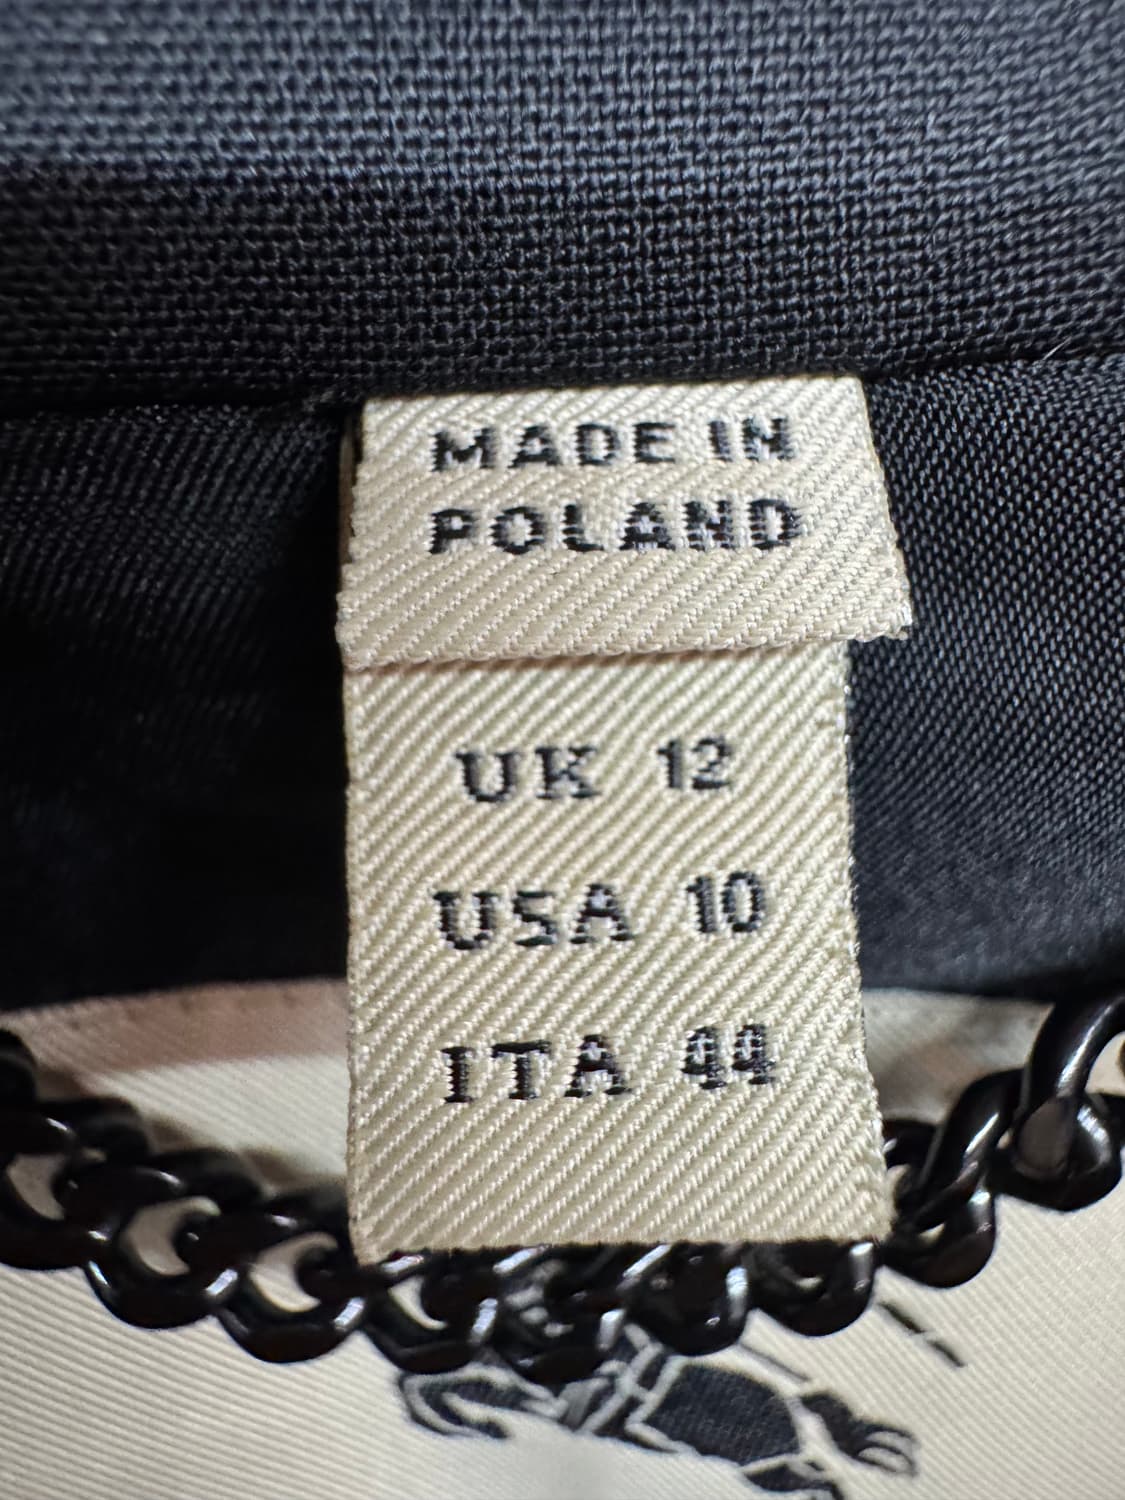 MADE IN
POLAND
UK 12
USA 10
ITA 44